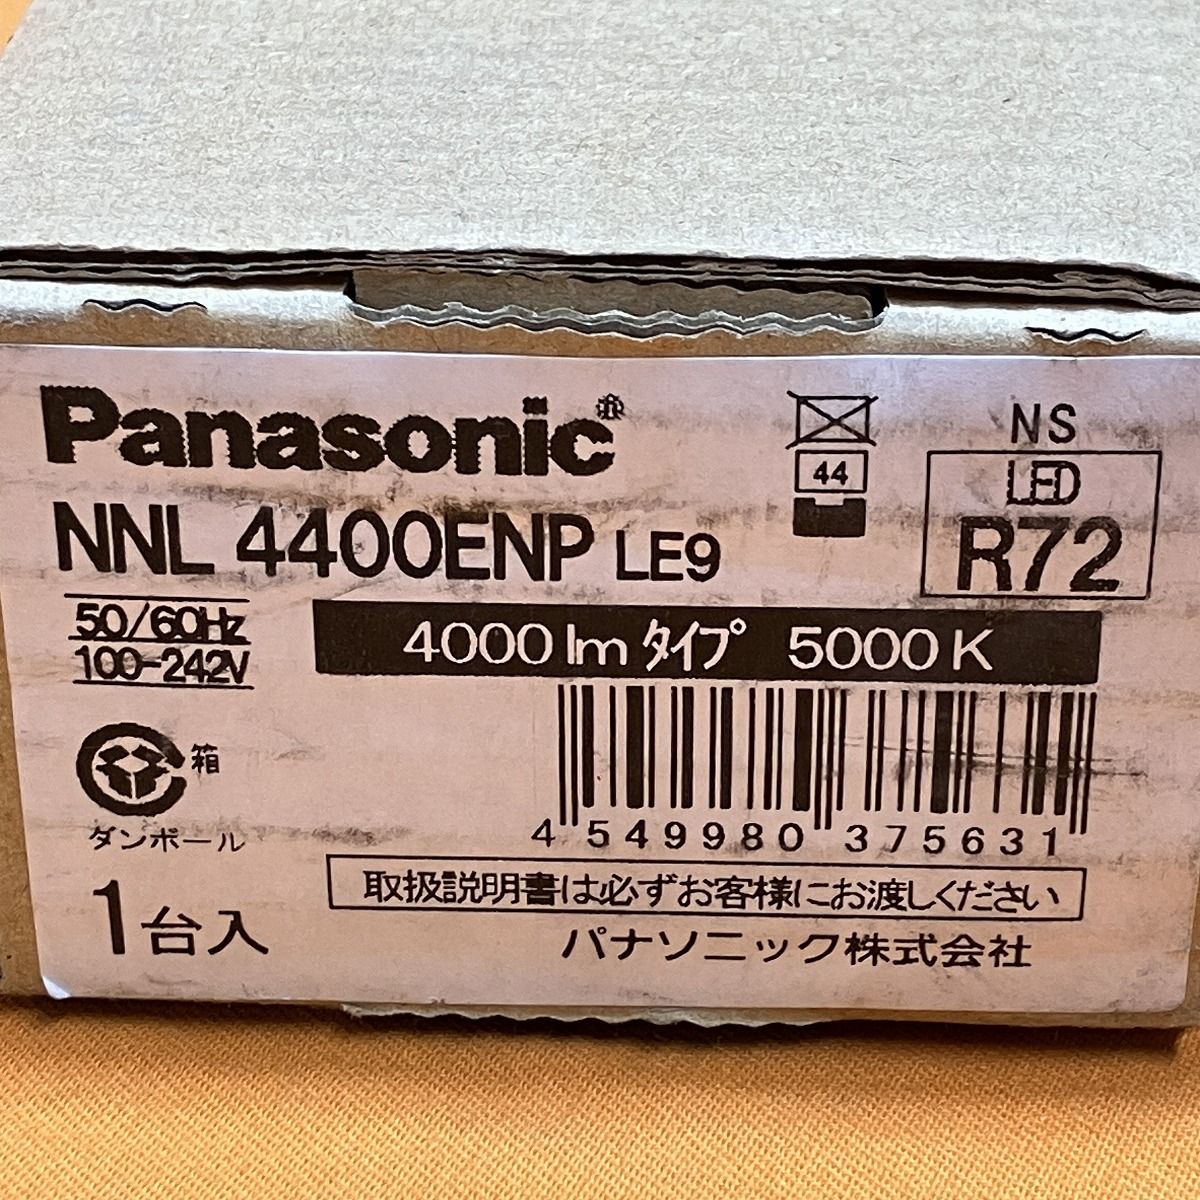 Panasonic®
NNL 4400ENP LE9
44
NS
LED
R72
50/60Hz
100-242V
4000 lm タイプ 5000 K
箱
ダンボール
4 549980 375631
1台入
取扱説明書は必ずお客様にお渡しください
パナソニック株式会社